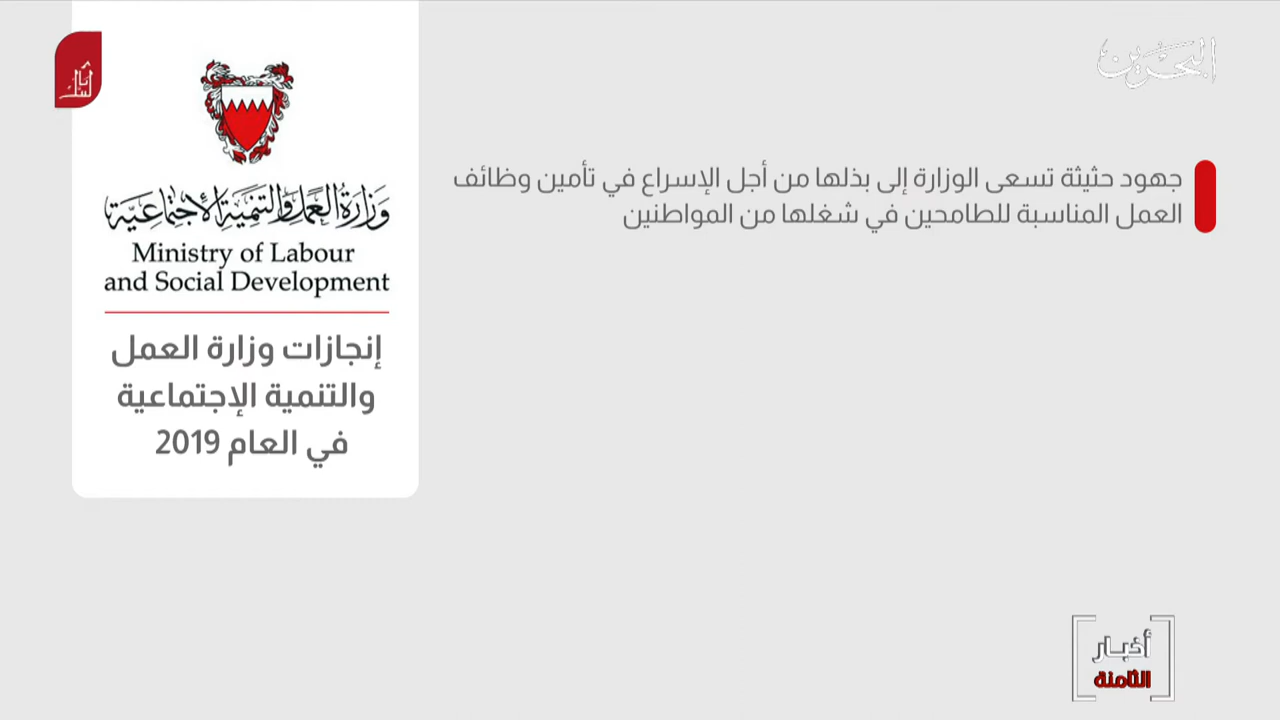 البحرين
لبيك
جهود حثيثة تسعى الوزارة إلى بذلها من أجل الإسراع في تأمين وظائف
العمل المناسبة للطامحين في شغلها من المواطنين
وزارة العمل والتنمية الاجتماعية
Ministry of Labour
and Social Development
إنجازات وزارة العمل
والتنمية الإجتماعية
في العام 2019
أخبار
الثامنة